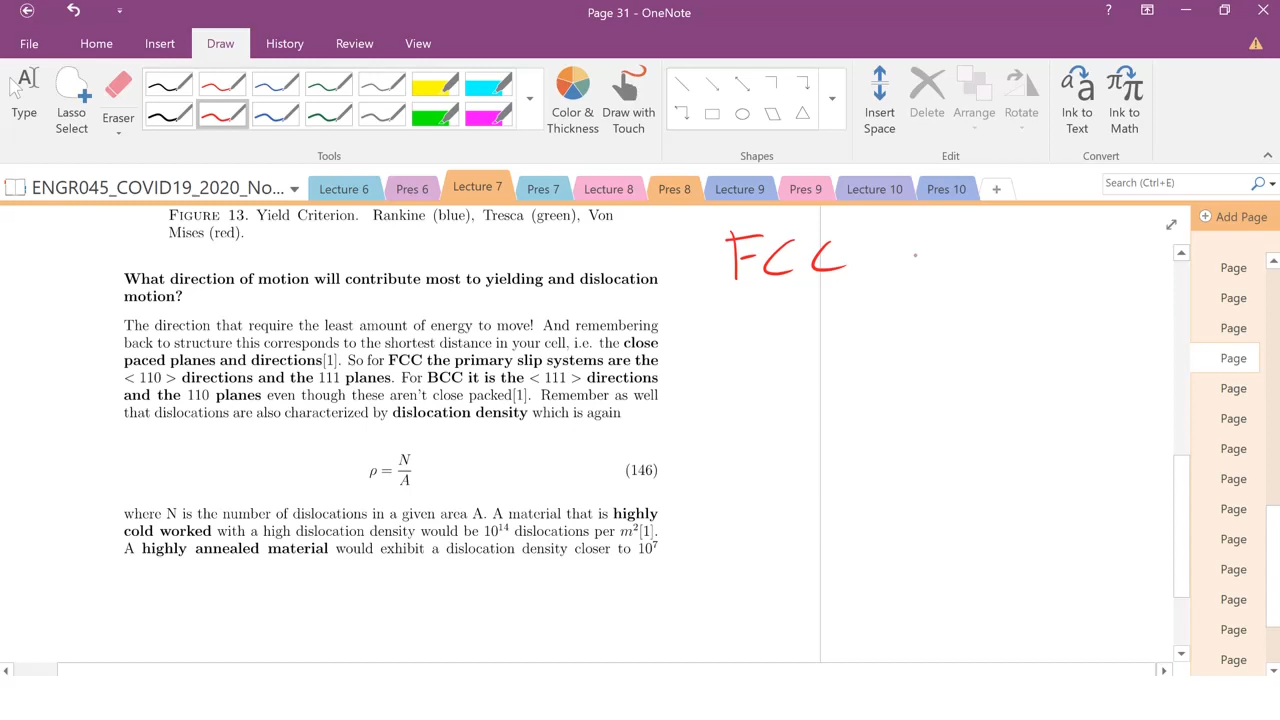 Page 31 - OneNote
?
File Home Insert Draw History Review View
Type
Lasso Select
Eraser
Color & Thickness
Draw with Touch
Insert Space
Delete
Arrange
Rotate
Ink to Text
Ink to Math
Tools
Shapes
Edit
Convert
ENGR045_COVID19_2020_No...
Lecture 6 Pres 6 Lecture 7 Pres 7 Lecture 8 Pres 8 Lecture 9 Pres 9 Lecture 10 Pres 10 +
Search (Ctrl+E)
Add Page
FIGURE 13. Yield Criterion. Rankine (blue), Tresca (green), Von
Mises (red).
FCC
What direction of motion will contribute most to yielding and dislocation
motion?
The direction that require the least amount of energy to move! And remembering
back to structure this corresponds to the shortest distance in your cell, i.e. the close
paced planes and directions[1]. So for FCC the primary slip systems are the
< 110 > directions and the 111 planes. For BCC it is the < 111 > directions
and the 110 planes even though these aren't close packed[1]. Remember as well
that dislocations are also characterized by dislocation density which is again
ρ = N/A (146)
where N is the number of dislocations in a given area A. A material that is highly
cold worked with a high dislocation density would be 10¹⁴ dislocations per m²[1].
A highly annealed material would exhibit a dislocation density closer to 10⁷
Page
Page
Page
Page
Page
Page
Page
Page
Page
Page
Page
Page
Page
Page